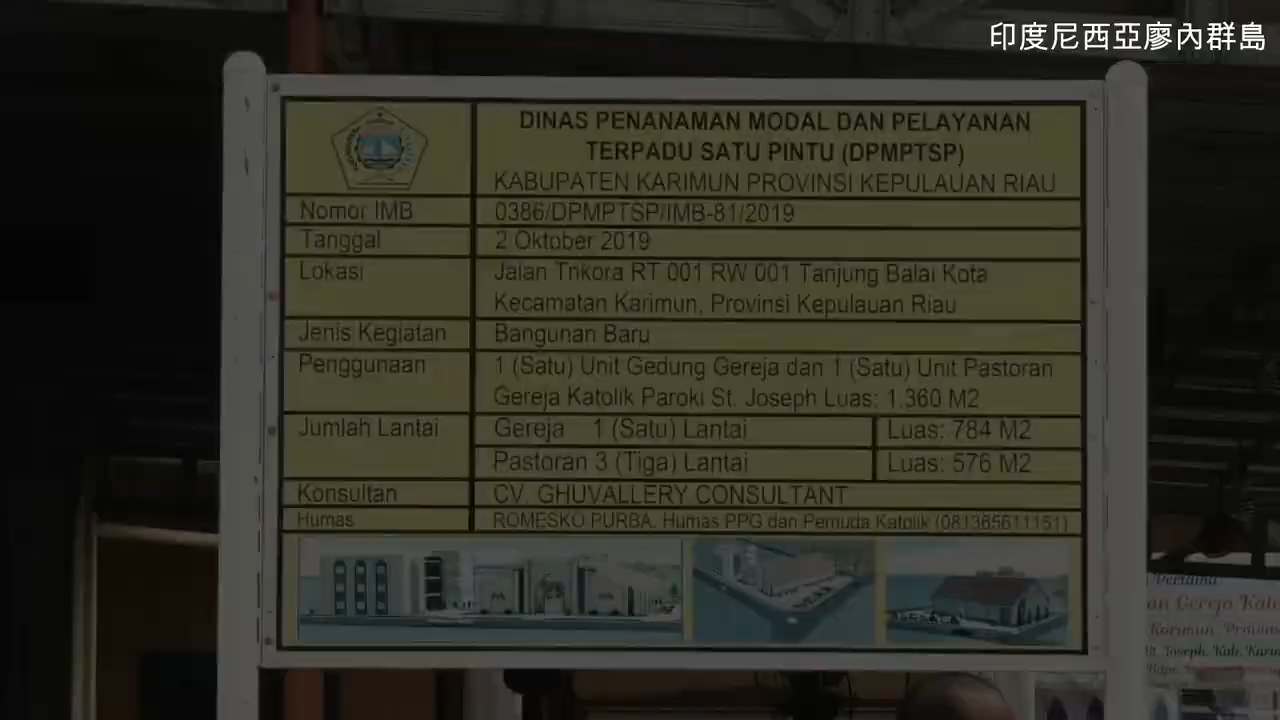 印度尼西亞廖內群島
DINAS PENANAMAN MODAL DAN PELAYANAN
TERPADU SATU PINTU (DPMPTSP)
KABUPATEN KARIMUN PROVINSI KEPULAUAN RIAU
Nomor IMB 0386/DPMPTSP/IMB-81/2019
Tanggal 2 Oktober 2019
Lokasi Jalan Trikora RT 001 RW 001 Tanjung Balai Kota
Kecamatan Karimun, Provinsi Kepulauan Riau
Jenis Kegiatan Bangunan Baru
Penggunaan 1 (Satu) Unit Gedung Gereja dan 1 (Satu) Unit Pastoran
Gereja Katolik Paroki St. Joseph Luas: 1.360 M2
Jumlah Lantai Gereja 1 (Satu) Lantai Luas: 784 M2
Pastoran 3 (Tiga) Lantai Luas: 576 M2
Konsultan CV. GHUVALLERY CONSULTANT
Humas ROMESKO PURBA. Humas PPG dan Pemuda Katolik (081365611151)
Pertama
an Gereja
Karimun,
St. Joseph, Kab.